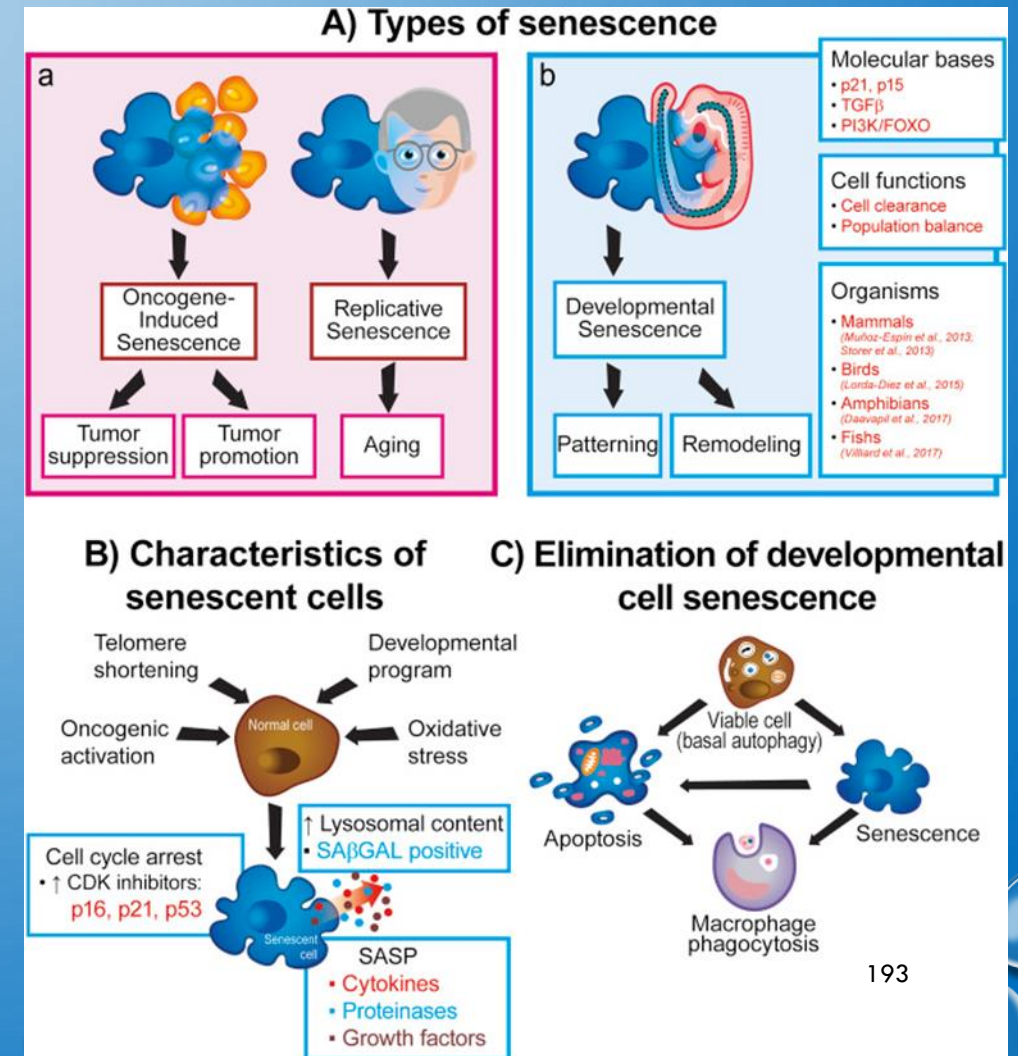 A) Types of senescence
a
Oncogene-
Induced
Senescence
Replicative
Senescence
Tumor
suppression
Tumor
promotion
Aging
b
Developmental
Senescence
Patterning
Remodeling
Molecular bases
• p21, p15
• TGFβ
• PI3K/FOXO
Cell functions
• Cell clearance
• Population balance
Organisms
• Mammals
(Muñoz-Espín et al., 2013;
Storer et al., 2013)
• Birds
(Lorda-Diez et al., 2015)
• Amphibians
(Daavapil et al., 2017)
• Fishs
(Villiard et al., 2017)
B) Characteristics of
senescent cells
Telomere
shortening
Developmental
program
Oncogenic
activation
Normal cell
Oxidative
stress
↑ Lysosomal content
• SAβGAL positive
Cell cycle arrest
• ↑ CDK inhibitors:
p16, p21, p53
Senescent
cell
SASP
▪ Cytokines
▪ Proteinases
▪ Growth factors
C) Elimination of developmental
cell senescence
Viable cell
(basal autophagy)
Apoptosis
Senescence
Macrophage
phagocytosis
193